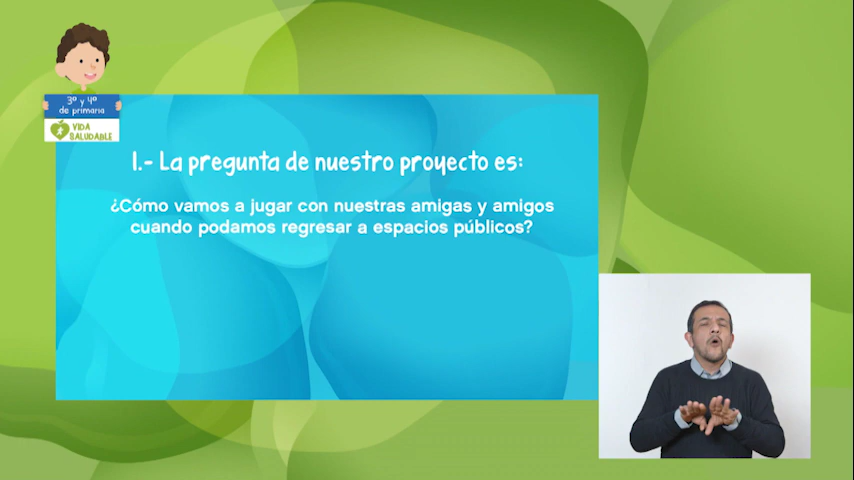 3º y 4º
de primaria
VIDA
SALUDABLE
1.- La pregunta de nuestro proyecto es:
¿Cómo vamos a jugar con nuestras amigas y amigos
cuando podamos regresar a espacios públicos?